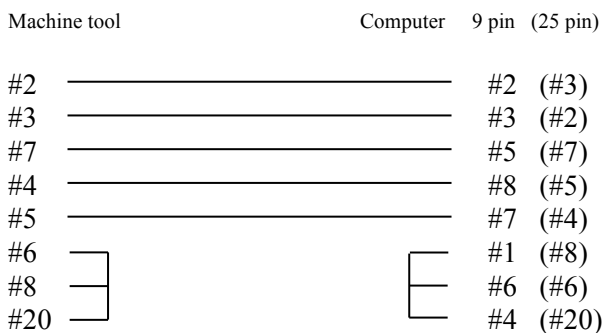 Machine tool Computer 9 pin (25 pin)
#2 #2 (#3)
#3 #3 (#2)
#7 #5 (#7)
#4 #8 (#5)
#5 #7 (#4)
#6 #1 (#8)
#8 #6 (#6)
#20 #4 (#20)